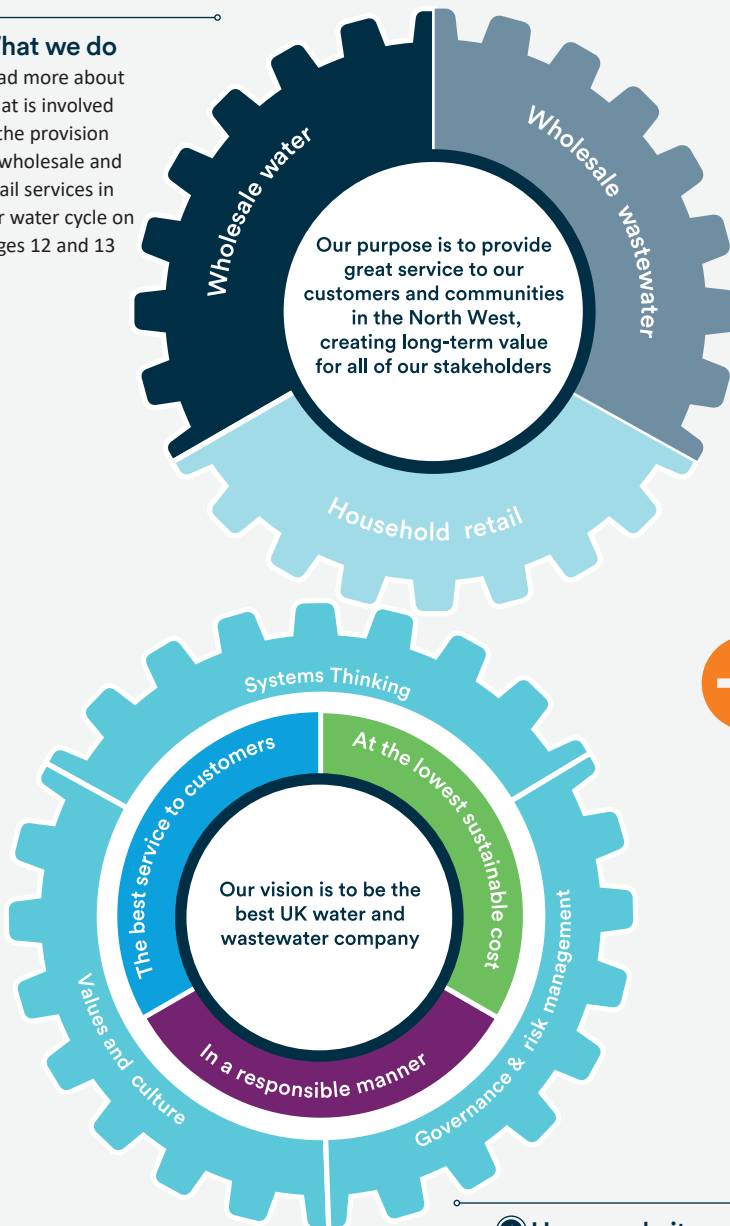 What we do
ad more about
at is involved
the provision
wholesale and
ail services in
r water cycle on
ges 12 and 13
Wholesale water
Wholesale wastewater
Our purpose is to provide
great service to our
customers and communities
in the North West,
creating long-term value
for all of our stakeholders
Household retail
Systems Thinking
The best service to customers
At the lowest sustainable cost
Our vision is to be the
best UK water and
wastewater company
Values and culture
In a responsible manner
Governance & risk management